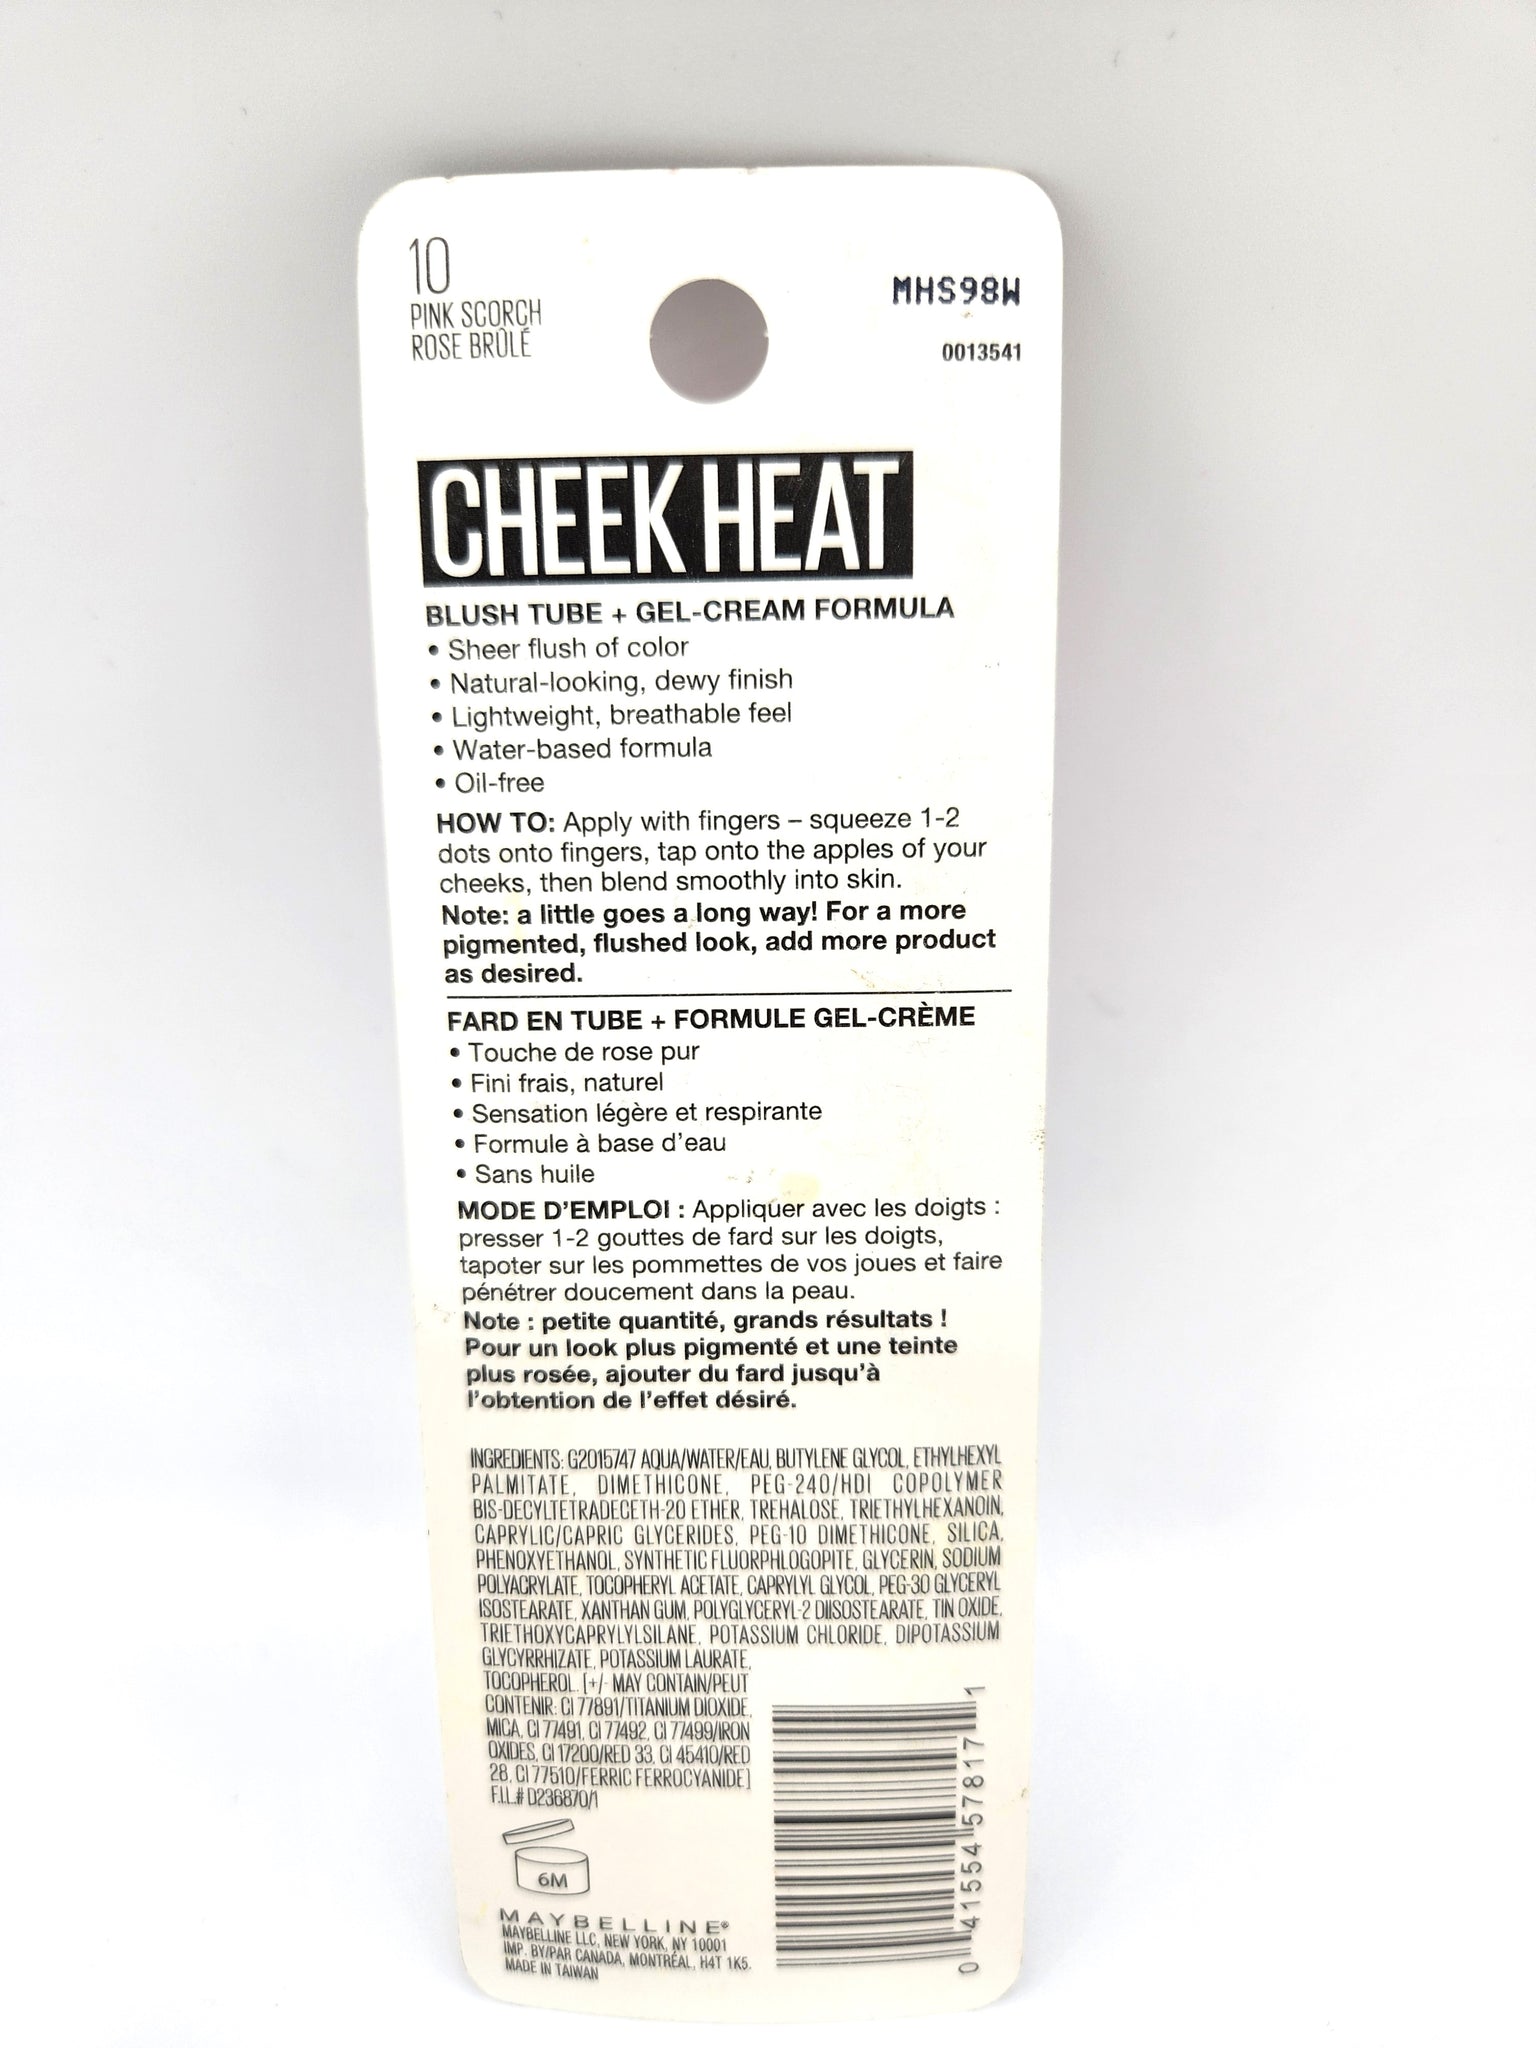 10
PINK SCORCH
ROSE BRÛLÉ
MHS98W
0013541
CHEEK HEAT
BLUSH TUBE + GEL-CREAM FORMULA
• Sheer flush of color
• Natural-looking, dewy finish
• Lightweight, breathable feel
• Water-based formula
• Oil-free
HOW TO: Apply with fingers – squeeze 1-2
dots onto fingers, tap onto the apples of your
cheeks, then blend smoothly into skin.
Note: a little goes a long way! For a more
pigmented, flushed look, add more product
as desired.
FARD EN TUBE + FORMULE GEL-CRÈME
• Touche de rose pur
• Fini frais, naturel
• Sensation légère et respirante
• Formule à base d'eau
• Sans huile
MODE D'EMPLOI : Appliquer avec les doigts :
presser 1-2 gouttes de fard sur les doigts,
tapoter sur les pommettes de vos joues et faire
pénétrer doucement dans la peau.
Note : petite quantité, grands résultats !
Pour un look plus pigmenté et une teinte
plus rosée, ajouter du fard jusqu'à
l'obtention de l'effet désiré.
INGREDIENTS: G2015747 AQUA/WATER/EAU, BUTYLENE GLYCOL, ETHYLHEXYL
PALMITATE, DIMETHICONE, PEG-240/HDI COPOLYMER
BIS-DECYLTETRADECETH-20 ETHER, TREHALOSE, TRIETHYLHEXANOIN,
CAPRYLIC/CAPRIC GLYCERIDES, PEG-10 DIMETHICONE, SILICA,
PHENOXYETHANOL, SYNTHETIC FLUORPHLOGOPITE, GLYCERIN, SODIUM
POLYACRYLATE, TOCOPHERYL ACETATE, CAPRYLYL GLYCOL, PEG-30 GLYCERYL
ISOSTEARATE, XANTHAN GUM, POLYGLYCERYL-2 DIISOSTEARATE, TIN OXIDE,
TRIETHOXYCAPRYLYLSILANE, POTASSIUM CHLORIDE, DIPOTASSIUM
GLYCYRRHIZATE, POTASSIUM LAURATE,
TOCOPHEROL. [+/- MAY CONTAIN/PEUT
CONTENIR: CI 77891/TITANIUM DIOXIDE,
MICA, CI 77491, CI 77492, CI 77499/IRON
OXIDES, CI 17200/RED 33, CI 45410/RED
28, CI 77510/FERRIC FERROCYANIDE]
F.I.L.# D236870/1
6M
MAYBELLINE®
MAYBELLINE LLC, NEW YORK, NY 10001
IMP. BY/PAR CANADA, MONTRÉAL, H4T 1K5.
MADE IN TAIWAN
0 41554 57817 1